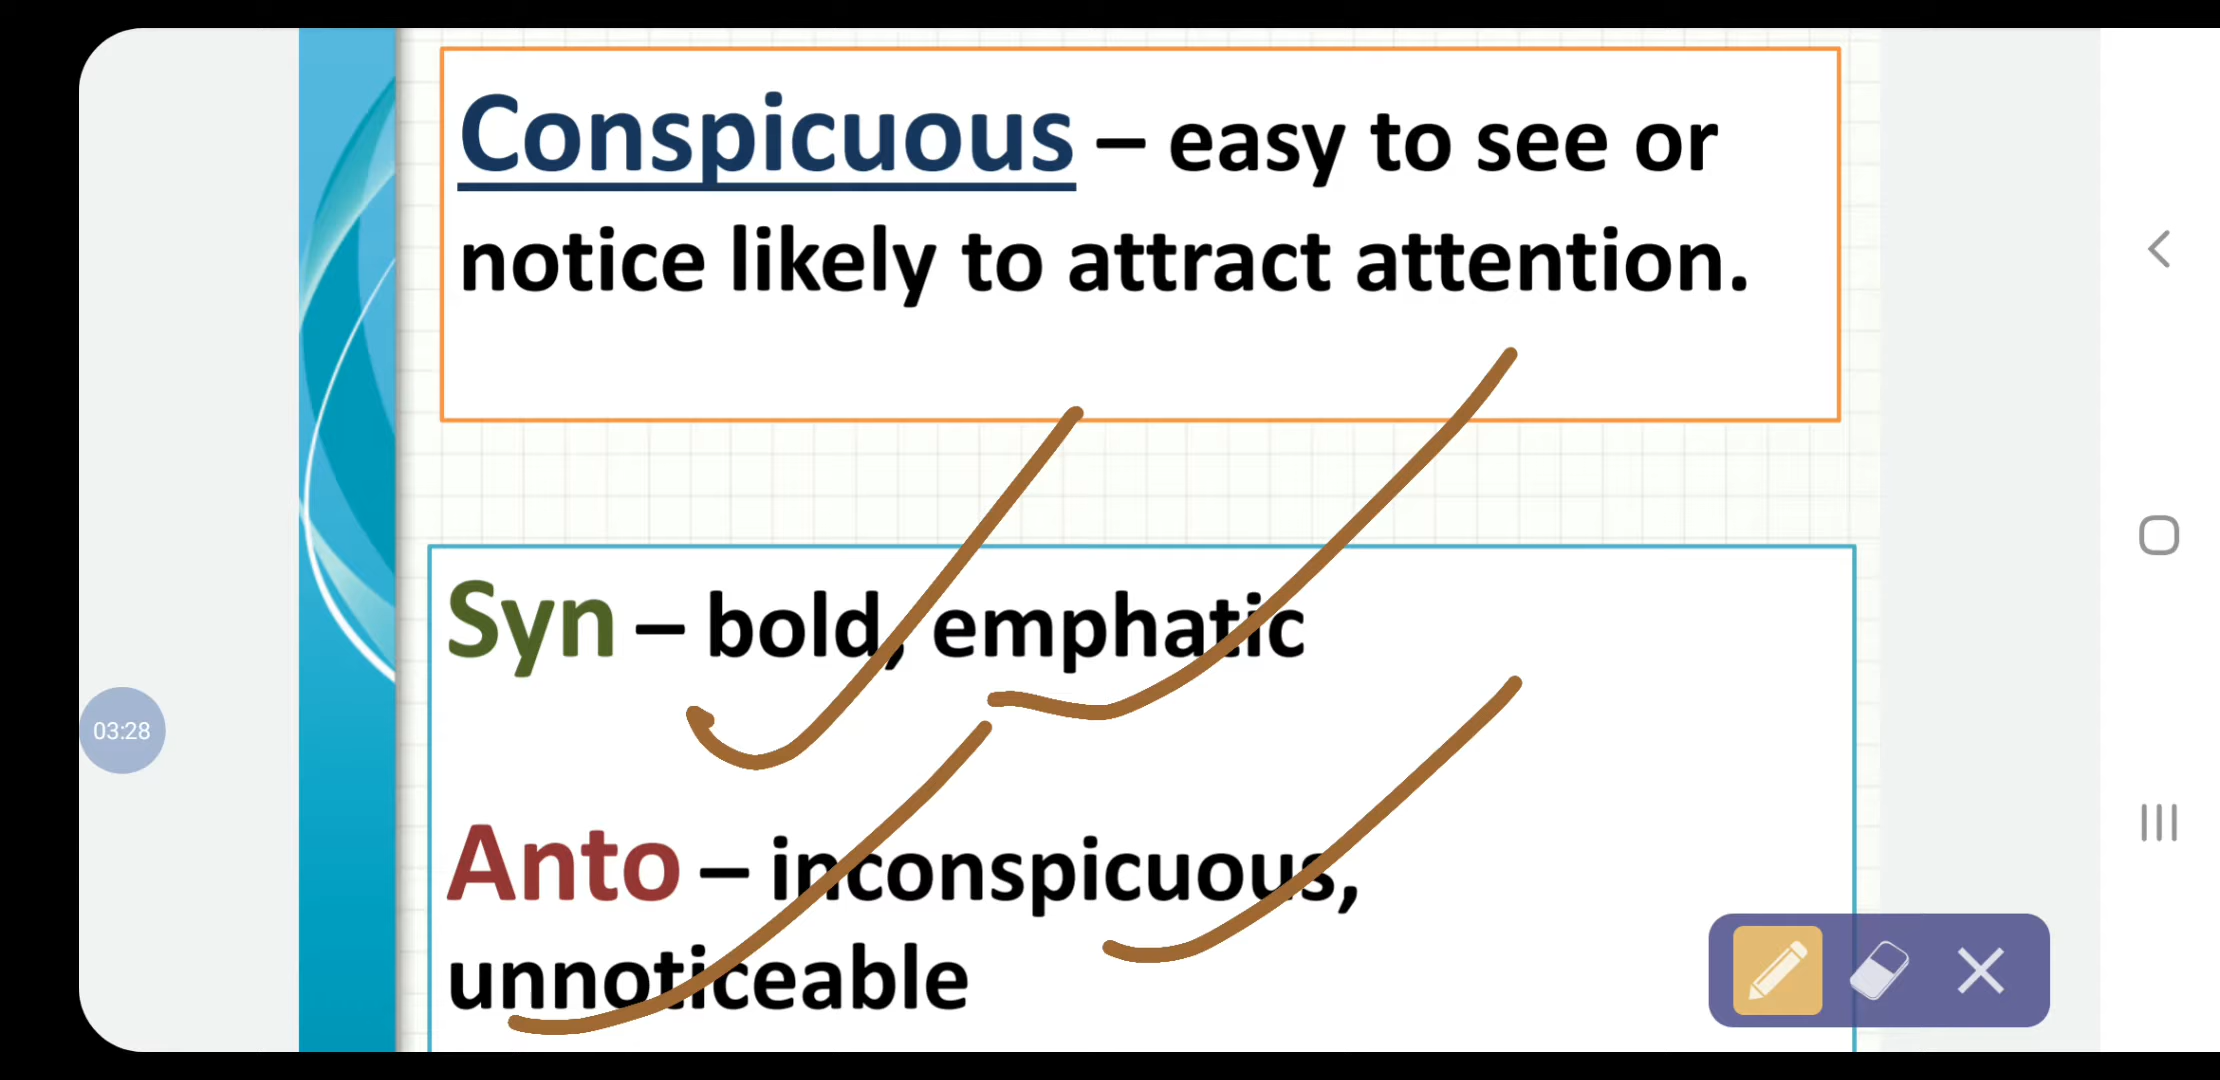 Conspicuous – easy to see or
notice likely to attract attention.
Syn – bold, emphatic
Anto – inconspicuous,
unnoticeable
03:28